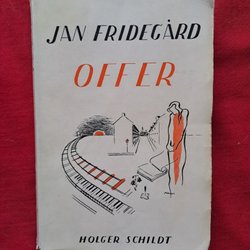 JAN FRIDEGÅRD
OFFER
HOLGER SCHILDT